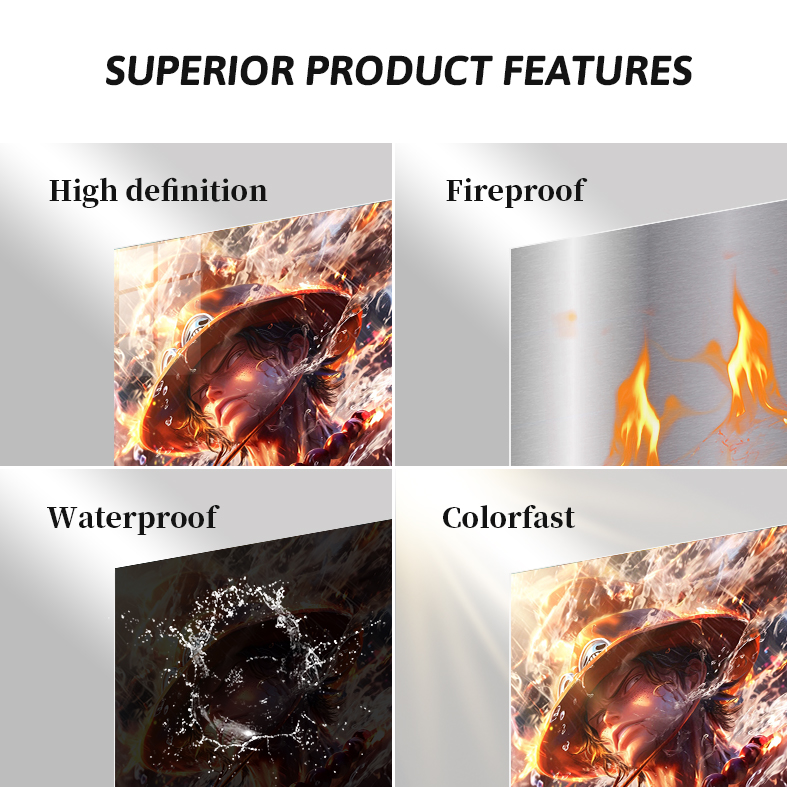 SUPERIOR PRODUCT FEATURES
High definition
Fireproof
Waterproof
Colorfast